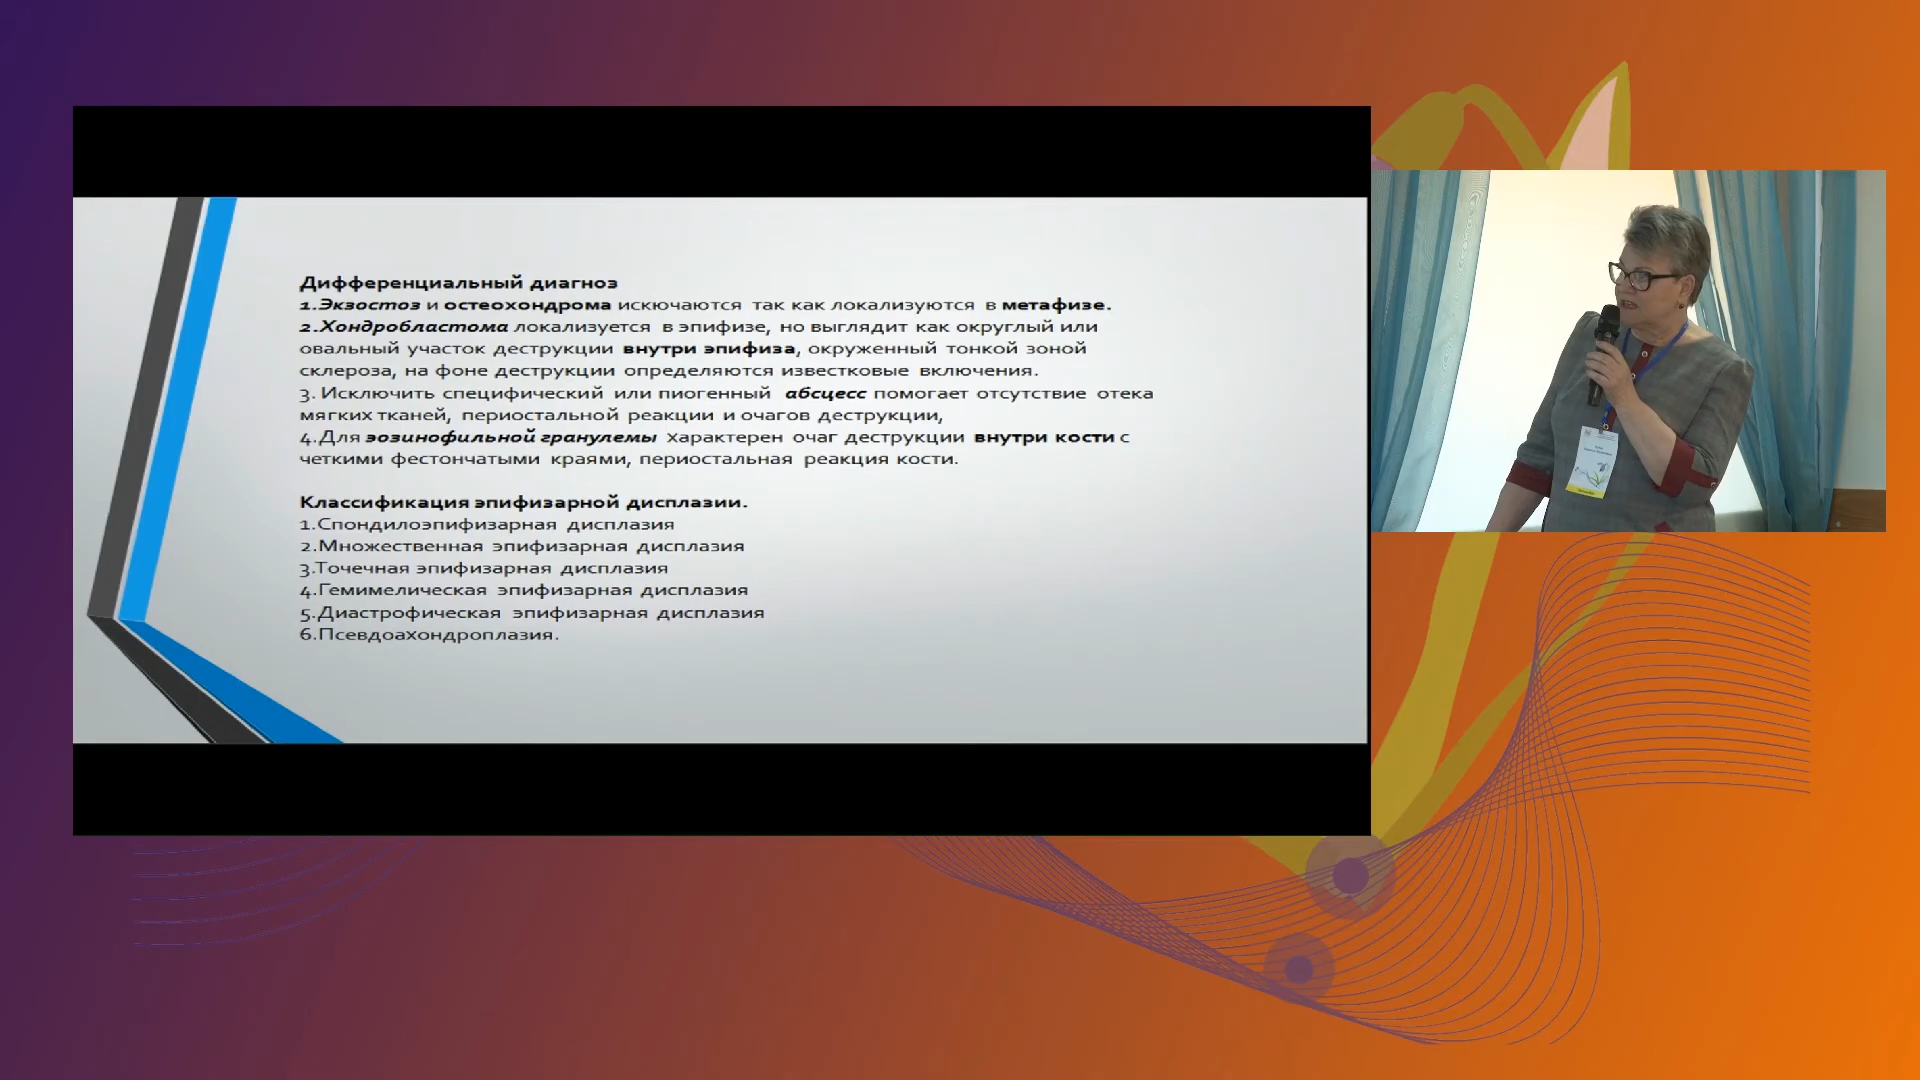 Дифференциальный диагноз
1.Экзостоз и остеохондрома искючаются так как локализуются в метафизе.
2.Хондробластома локализуется в эпифизе, но выглядит как округлый или
овальный участок деструкции внутри эпифиза, окруженный тонкой зоной
склероза, на фоне деструкции определяются известковые включения.
3. Исключить специфический или пиогенный абсцесс помогает отсутствие отека
мягких тканей, периостальной реакции и очагов деструкции,
4.Для эозинофильной гранулемы характерен очаг деструкции внутри кости с
четкими фестончатыми краями, периостальная реакция кости.
Классификация эпифизарной дисплазии.
1.Спондилоэпифизарная дисплазия
2.Множественная эпифизарная дисплазия
3.Точечная эпифизарная дисплазия
4.Гемимелическая эпифизарная дисплазия
5.Диастрофическая эпифизарная дисплазия
6.Псевдоахондроплазия.